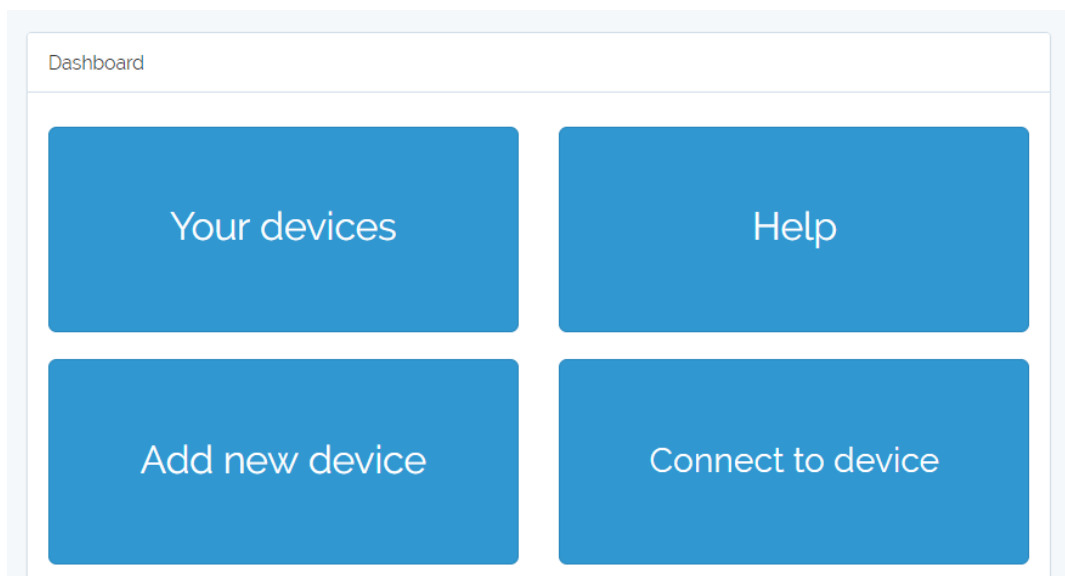 Dashboard
Your devices
Help
Add new device
Connect to device